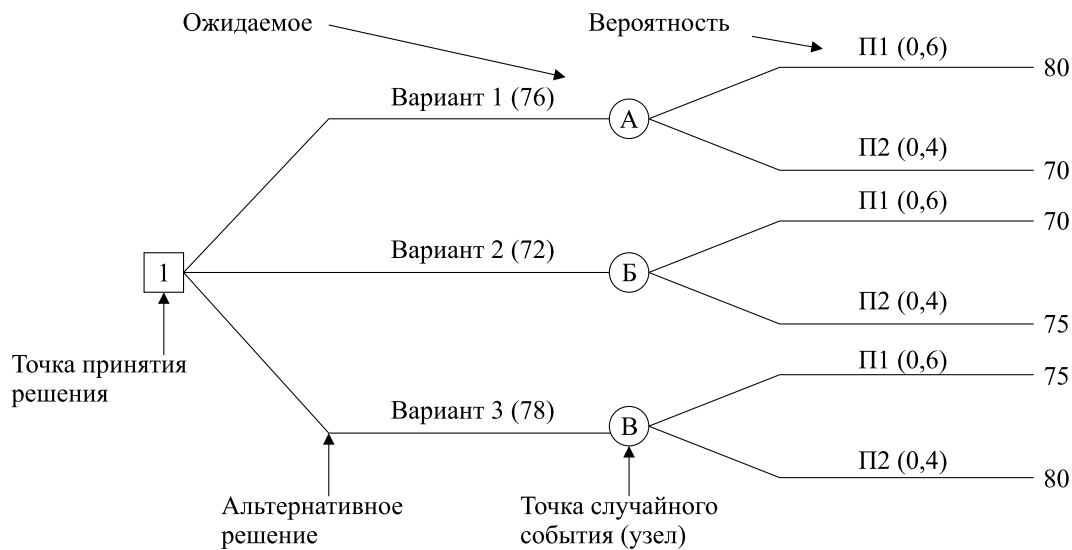 Ожидаемое
Вероятность
П1 (0,6)
80
Вариант 1 (76)
А
П2 (0,4)
70
П1 (0,6)
70
Вариант 2 (72)
1
Б
П2 (0,4)
75
Точка принятия
решения
П1 (0,6)
75
Вариант 3 (78)
В
П2 (0,4)
80
Альтернативное
решение
Точка случайного
события (узел)